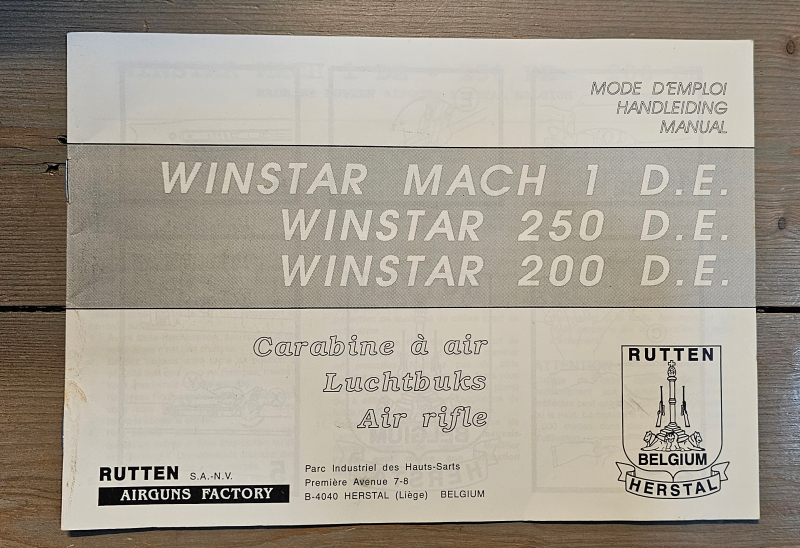 MODE D'EMPLOI
HANDLEIDING
MANUAL
WINSTAR MACH 1 D.E.
WINSTAR 250 D.E.
WINSTAR 200 D.E.
Carabine à air
Luchtbuks
Air rifle
RUTTEN S.A.-N.V.
AIRGUNS FACTORY
Parc Industriel des Hauts-Sarts
Première Avenue 7-8
B-4040 HERSTAL (Liège) BELGIUM
RUTTEN
BELGIUM
HERSTAL